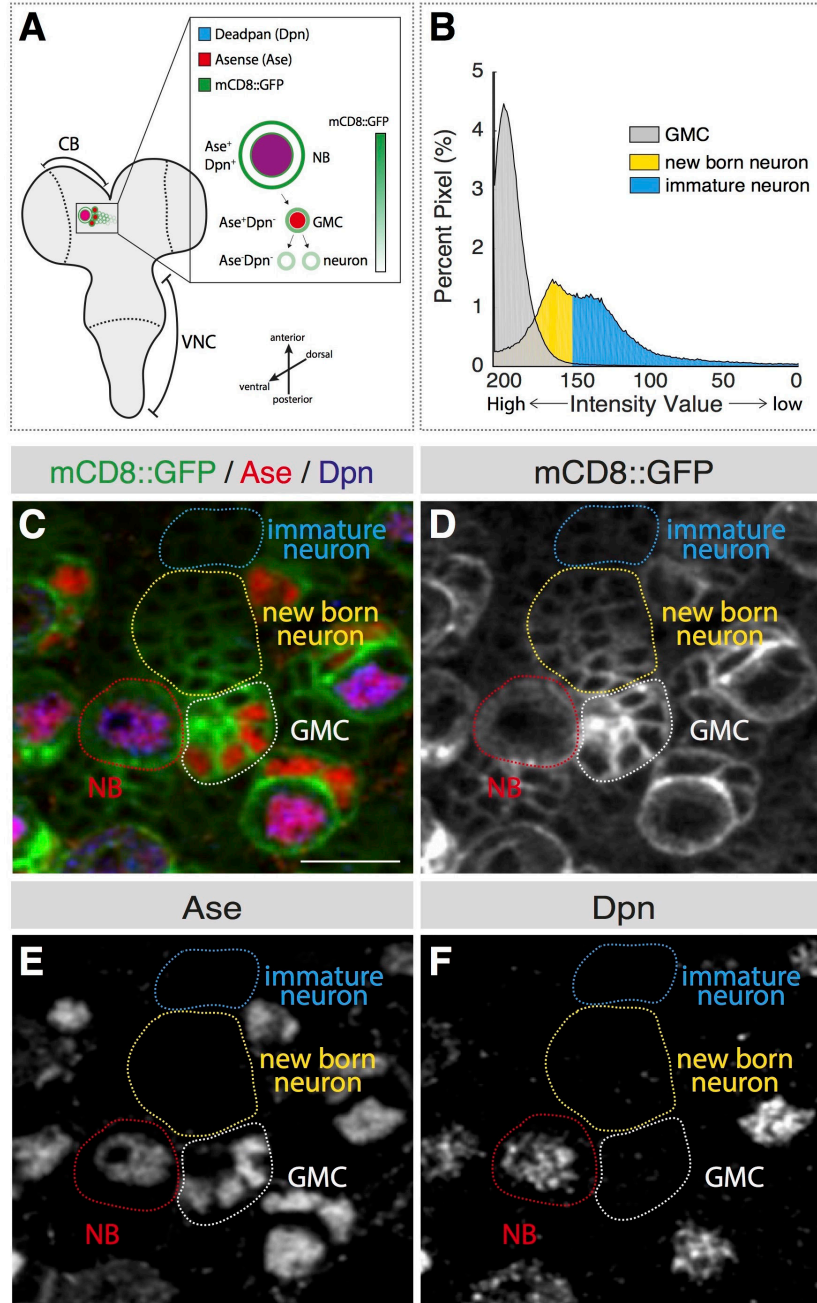 A
Deadpan (Dpn)
Asense (Ase)
mCD8::GFP
mCD8::GFP
CB
Ase⁺
Dpn⁺
NB
Ase⁺Dpn⁻
GMC
Ase⁻Dpn⁻
neuron
VNC
anterior
dorsal
ventral
posterior
B
5
4
3
2
1
0
Percent Pixel (%)
GMC
new born neuron
immature neuron
200
150
100
50
0
High
Intensity Value
low
mCD8::GFP / Ase / Dpn
mCD8::GFP
C
immature
neuron
new born
neuron
GMC
NB
D
immature
neuron
new born
neuron
GMC
NB
Ase
Dpn
E
immature
neuron
new born
neuron
GMC
NB
F
immature
neuron
new born
neuron
GMC
NB